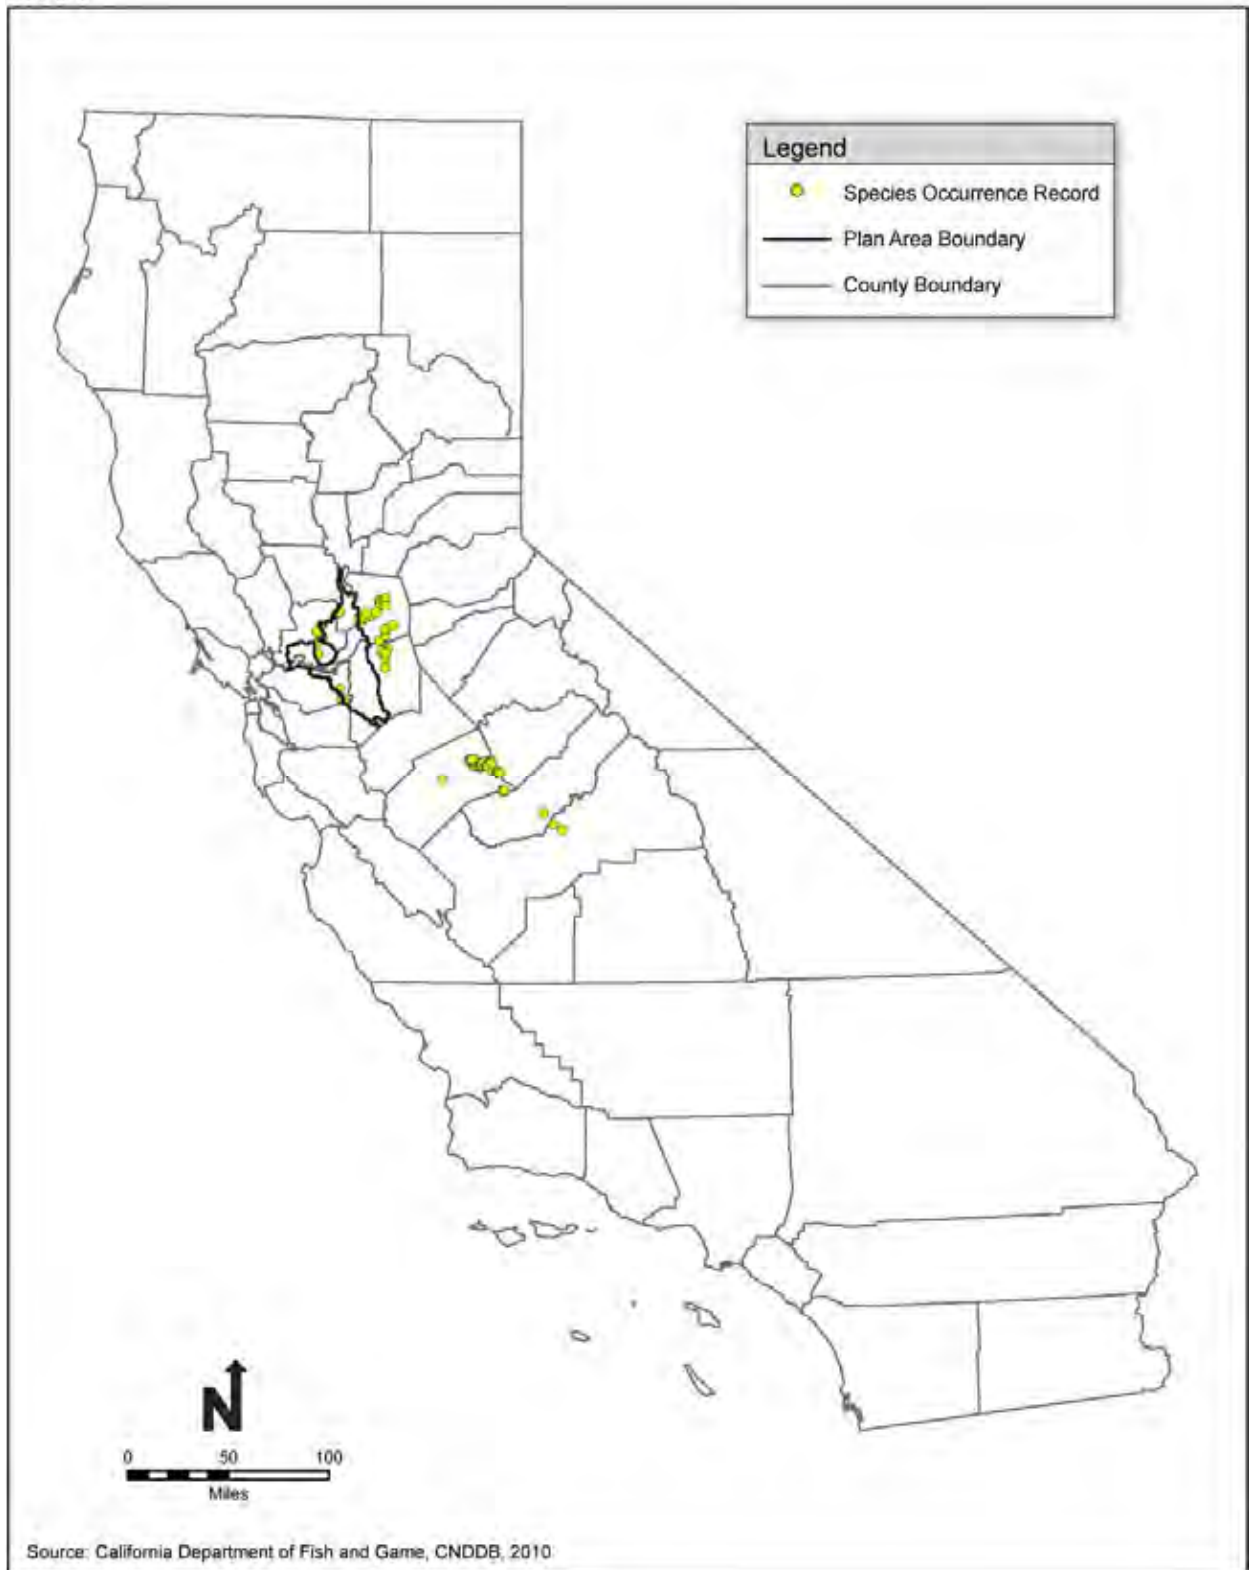 Legend
Species Occurrence Record
Plan Area Boundary
County Boundary
N
0 50 100
Miles
Source: California Department of Fish and Game, CNDDB, 2010